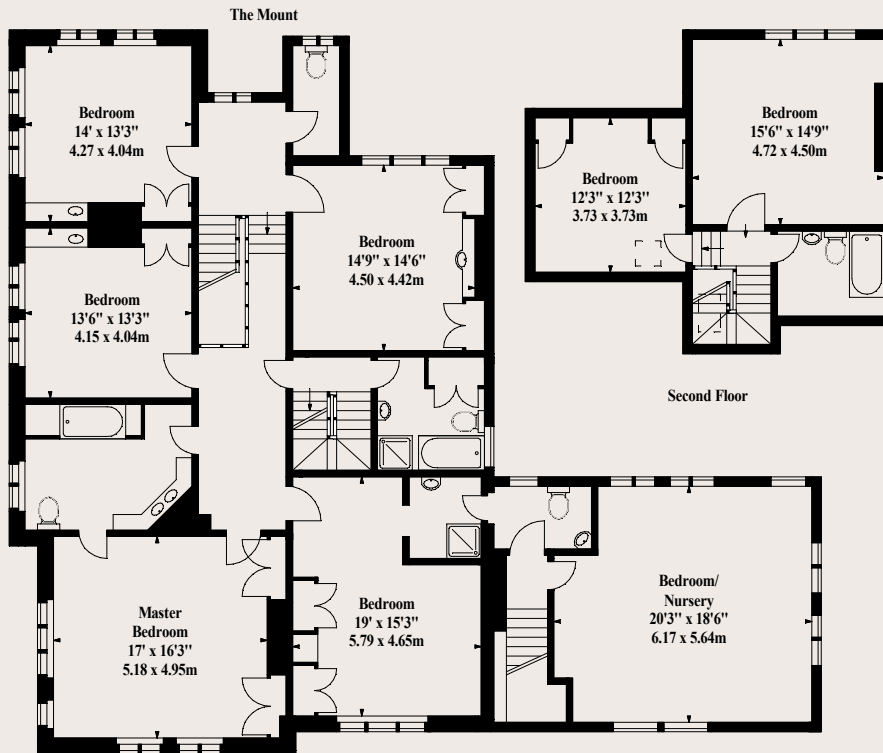 The Mount
Bedroom
14' x 13'3"
4.27 x 4.04m
Bedroom
15'6" x 14'9"
4.72 x 4.50m
Bedroom
12'3" x 12'3"
3.73 x 3.73m
Bedroom
14'9" x 14'6"
4.50 x 4.42m
Bedroom
13'6" x 13'3"
4.15 x 4.04m
Second Floor
Bedroom/
Nursery
20'3" x 18'6"
6.17 x 5.64m
Bedroom
19' x 15'3"
5.79 x 4.65m
Master
Bedroom
17' x 16'3"
5.18 x 4.95m